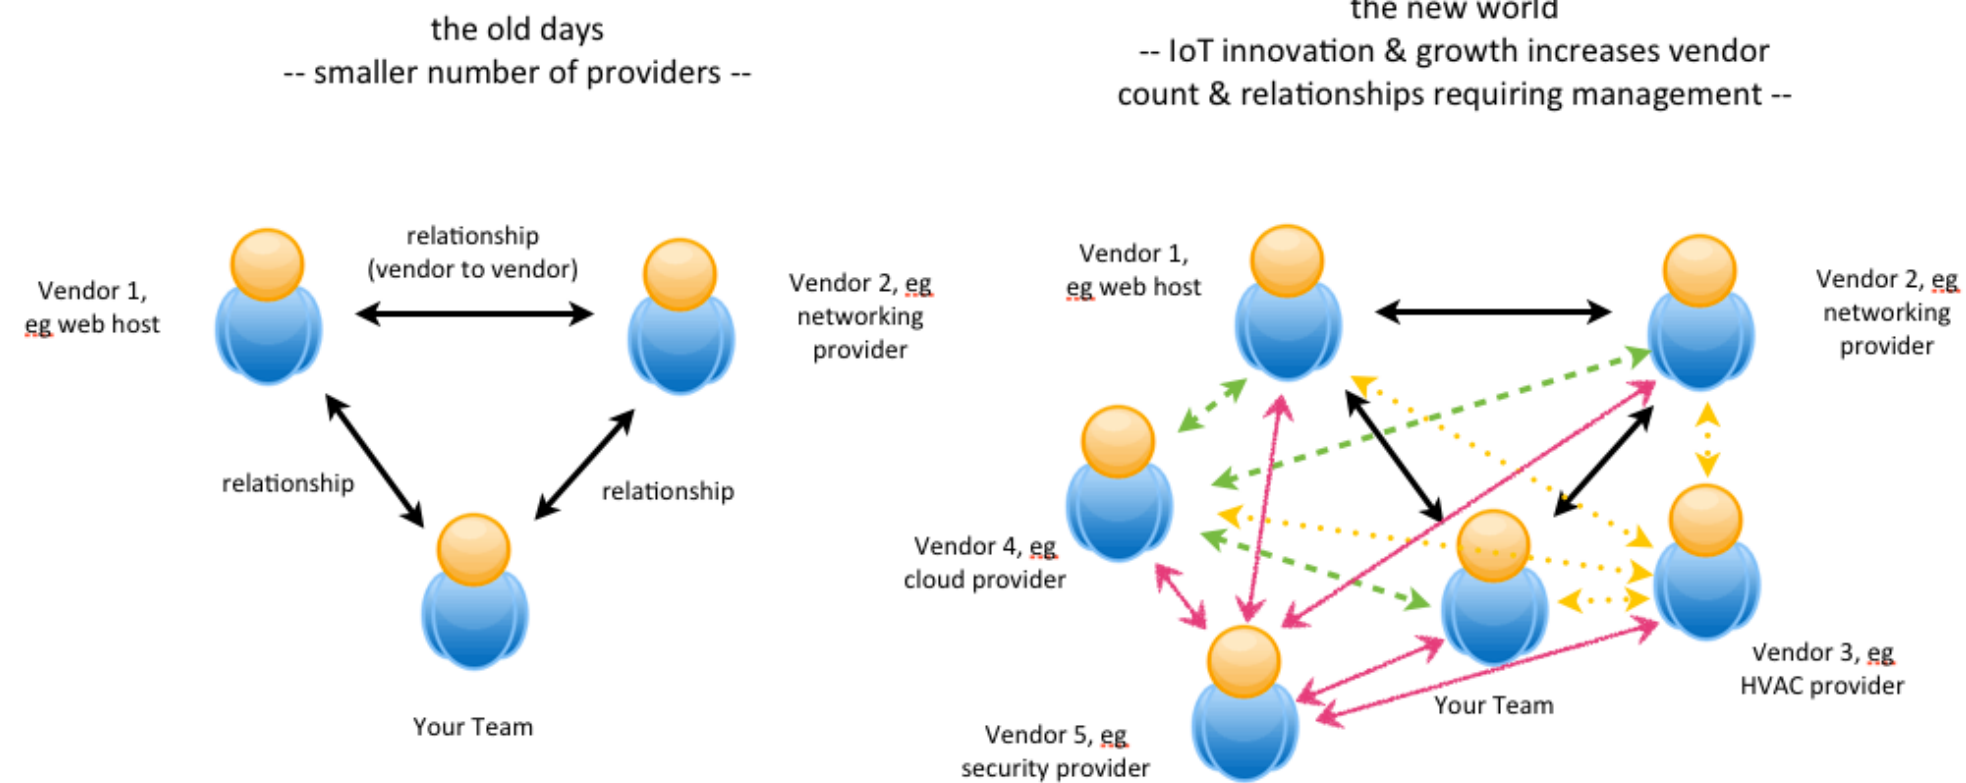 the old days
-- smaller number of providers --
relationship
(vendor to vendor)
Vendor 1,
eg web host
Vendor 2, eg
networking
provider
relationship
relationship
Your Team
the new world
-- IoT innovation & growth increases vendor
count & relationships requiring management --
Vendor 1,
eg web host
Vendor 2, eg
networking
provider
Vendor 4, eg
cloud provider
Vendor 3, eg
HVAC provider
Your Team
Vendor 5, eg
security provider